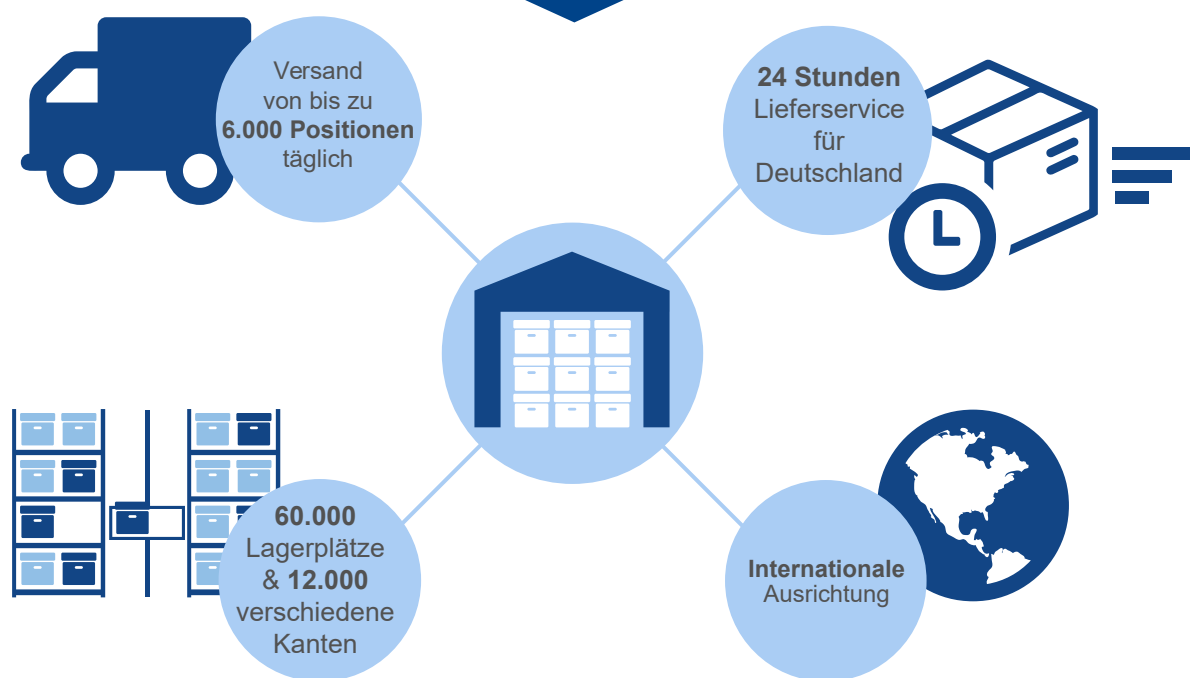 Versand
von bis zu
6.000 Positionen
täglich
24 Stunden
Lieferservice
für
Deutschland
60.000
Lagerplätze
& 12.000
verschiedene
Kanten
Internationale
Ausrichtung